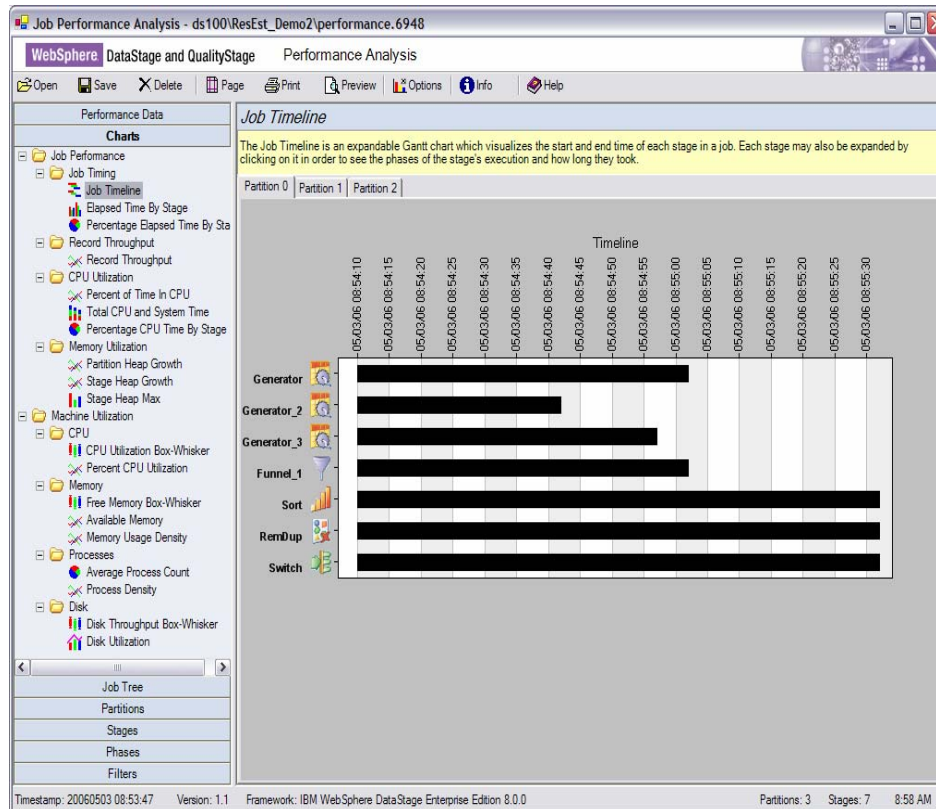 Job Performance Analysis - ds100\ResEst_Demo2\performance.6948
WebSphere. DataStage and QualityStage Performance Analysis
Open Save Delete Page Print Preview Options Info Help
Performance Data
Charts
Job Performance
Job Timing
Job Timeline
Elapsed Time By Stage
Percentage Elapsed Time By Sta
Record Throughput
Record Throughput
CPU Utilization
Percent of Time In CPU
Total CPU and System Time
Percentage CPU Time By Stage
Memory Utilization
Partition Heap Growth
Stage Heap Growth
Stage Heap Max
Machine Utilization
CPU
CPU Utilization Box-Whisker
Percent CPU Utilization
Memory
Free Memory Box-Whisker
Available Memory
Memory Usage Density
Processes
Average Process Count
Process Density
Disk
Disk Throughput Box-Whisker
Disk Utilization
Job Tree
Partitions
Stages
Phases
Filters
Job Timeline
The Job Timeline is an expandable Gantt chart which visualizes the start and end time of each stage in a job. Each stage may also be expanded by
clicking on it in order to see the phases of the stage's execution and how long they took.
Partition 0 Partition 1 Partition 2
Timeline
05/03/06 08:54:10
05/03/06 08:54:15
05/03/06 08:54:20
05/03/06 08:54:25
05/03/06 08:54:30
05/03/06 08:54:35
05/03/06 08:54:40
05/03/06 08:54:45
05/03/06 08:54:50
05/03/06 08:54:55
05/03/06 08:55:00
05/03/06 08:55:05
05/03/06 08:55:10
05/03/06 08:55:15
05/03/06 08:55:20
05/03/06 08:55:25
05/03/06 08:55:30
Generator
Generator_2
Generator_3
Funnel_1
Sort
RemDup
Switch
Timestamp: 20060503 08:53:47 Version: 1.1 Framework: IBM WebSphere DataStage Enterprise Edition 8.0.0 Partitions: 3 Stages: 7 8:58 AM